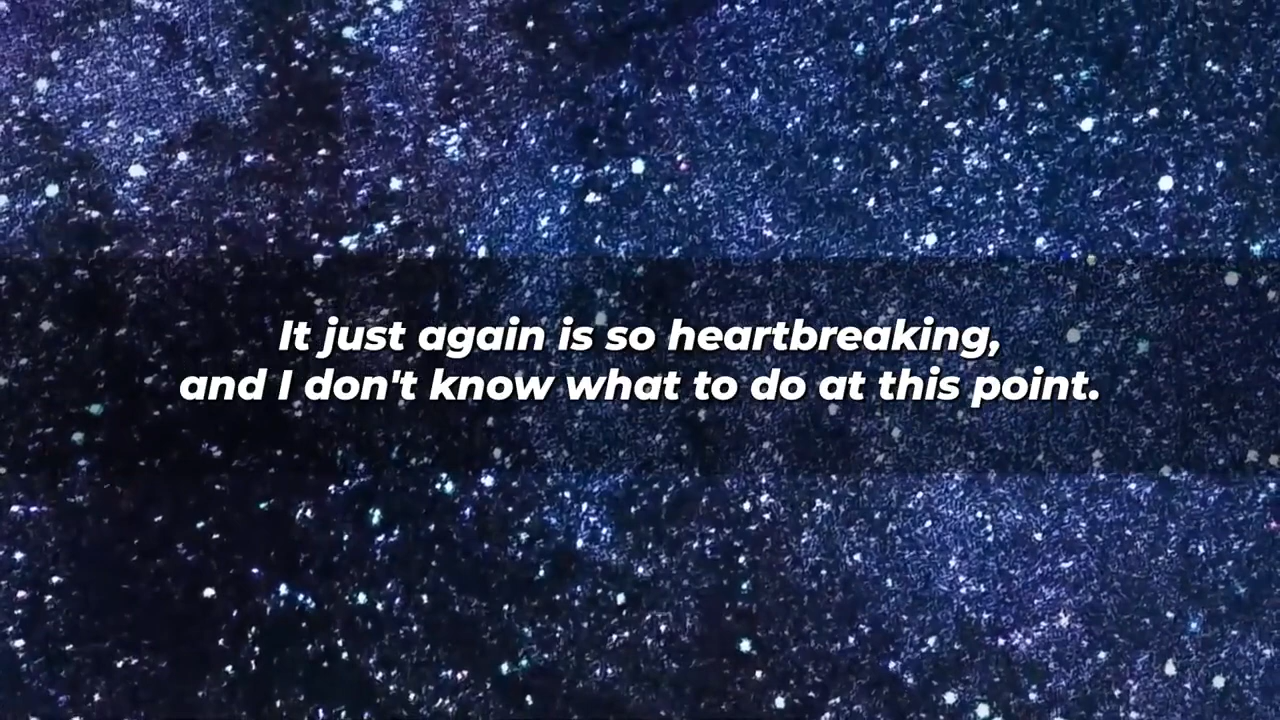 It just again is so heartbreaking,
and I don't know what to do at this point.